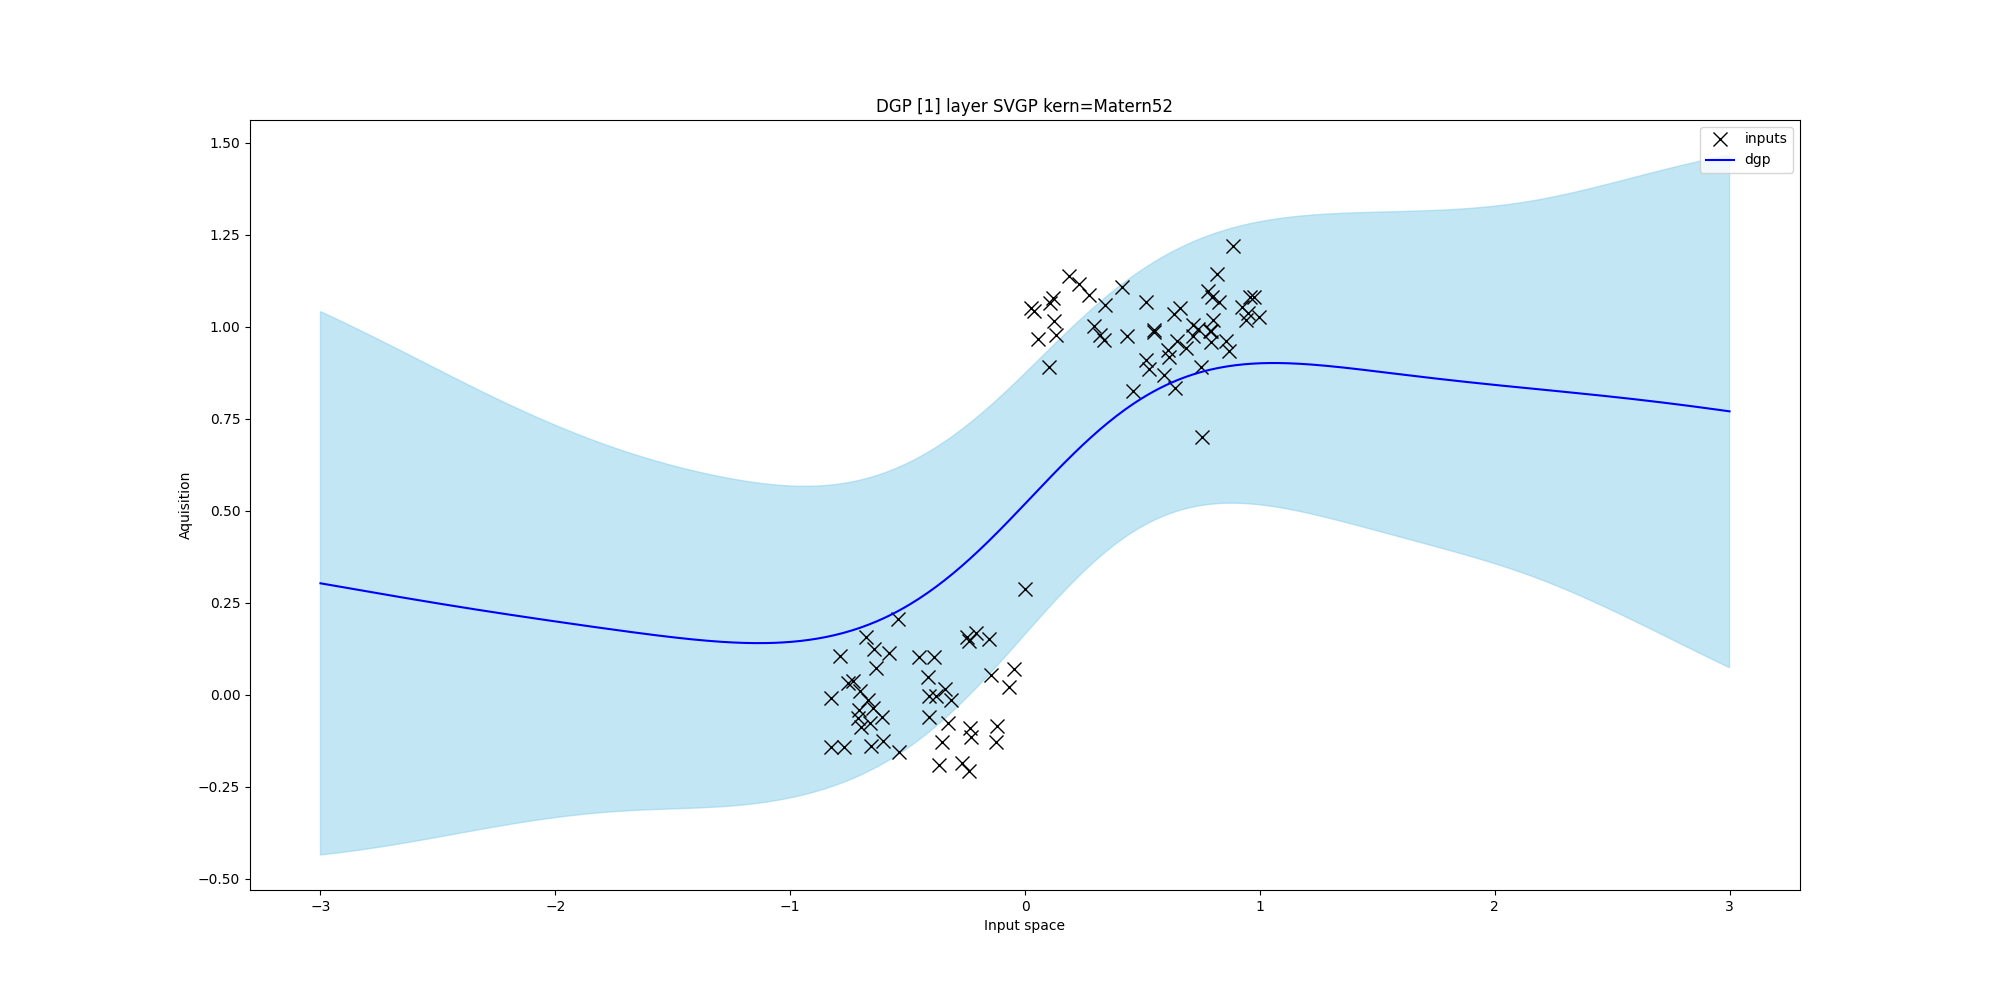 DGP [1] layer SVGP kern=Matern52
inputs
dgp
1.50
1.25
1.00
0.75
0.50
0.25
0.00
−0.25
−0.50
Aquisition
−3 −2 −1 0 1 2 3
Input space